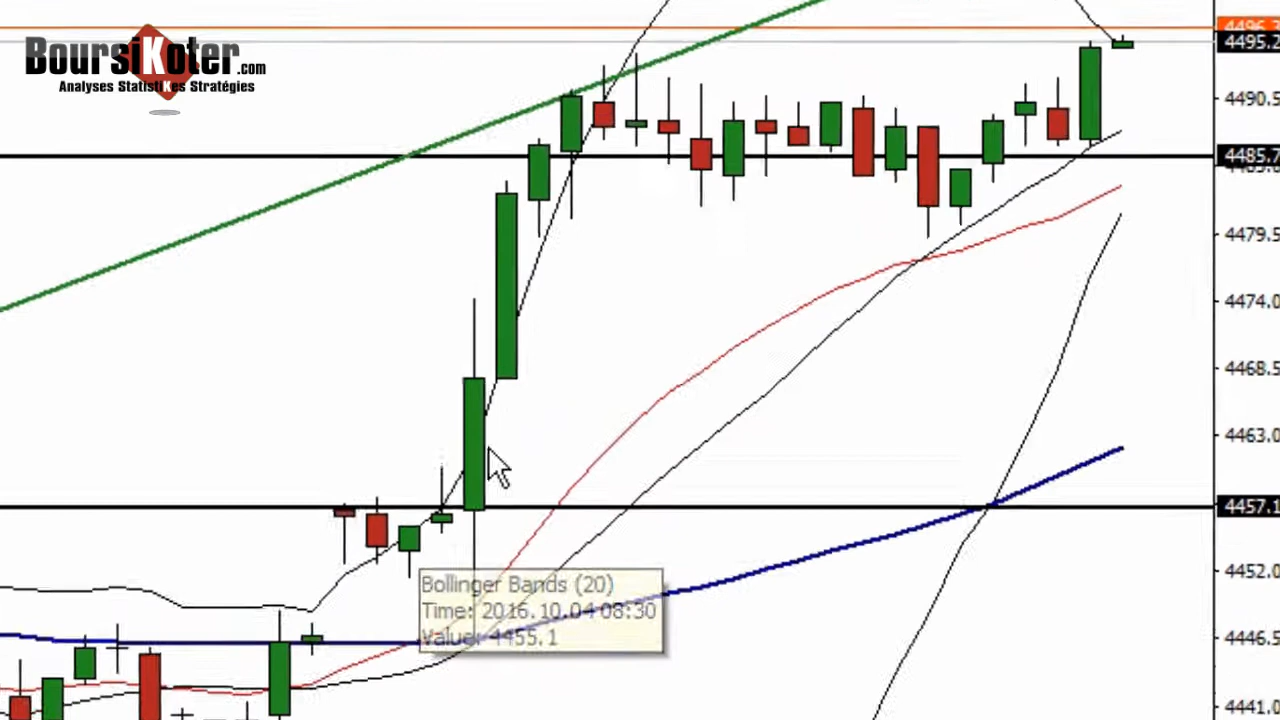 BoursiKoter.com
Analyses StatistiKes Stratégies
4495.2
4490.5
4485.7
4479.5
4474.0
4468.5
4463.0
4457.1
4452.0
4446.5
4441.0
Bollinger Bands (20)
Time: 2016.10.04 08:30
Value: 4455.1